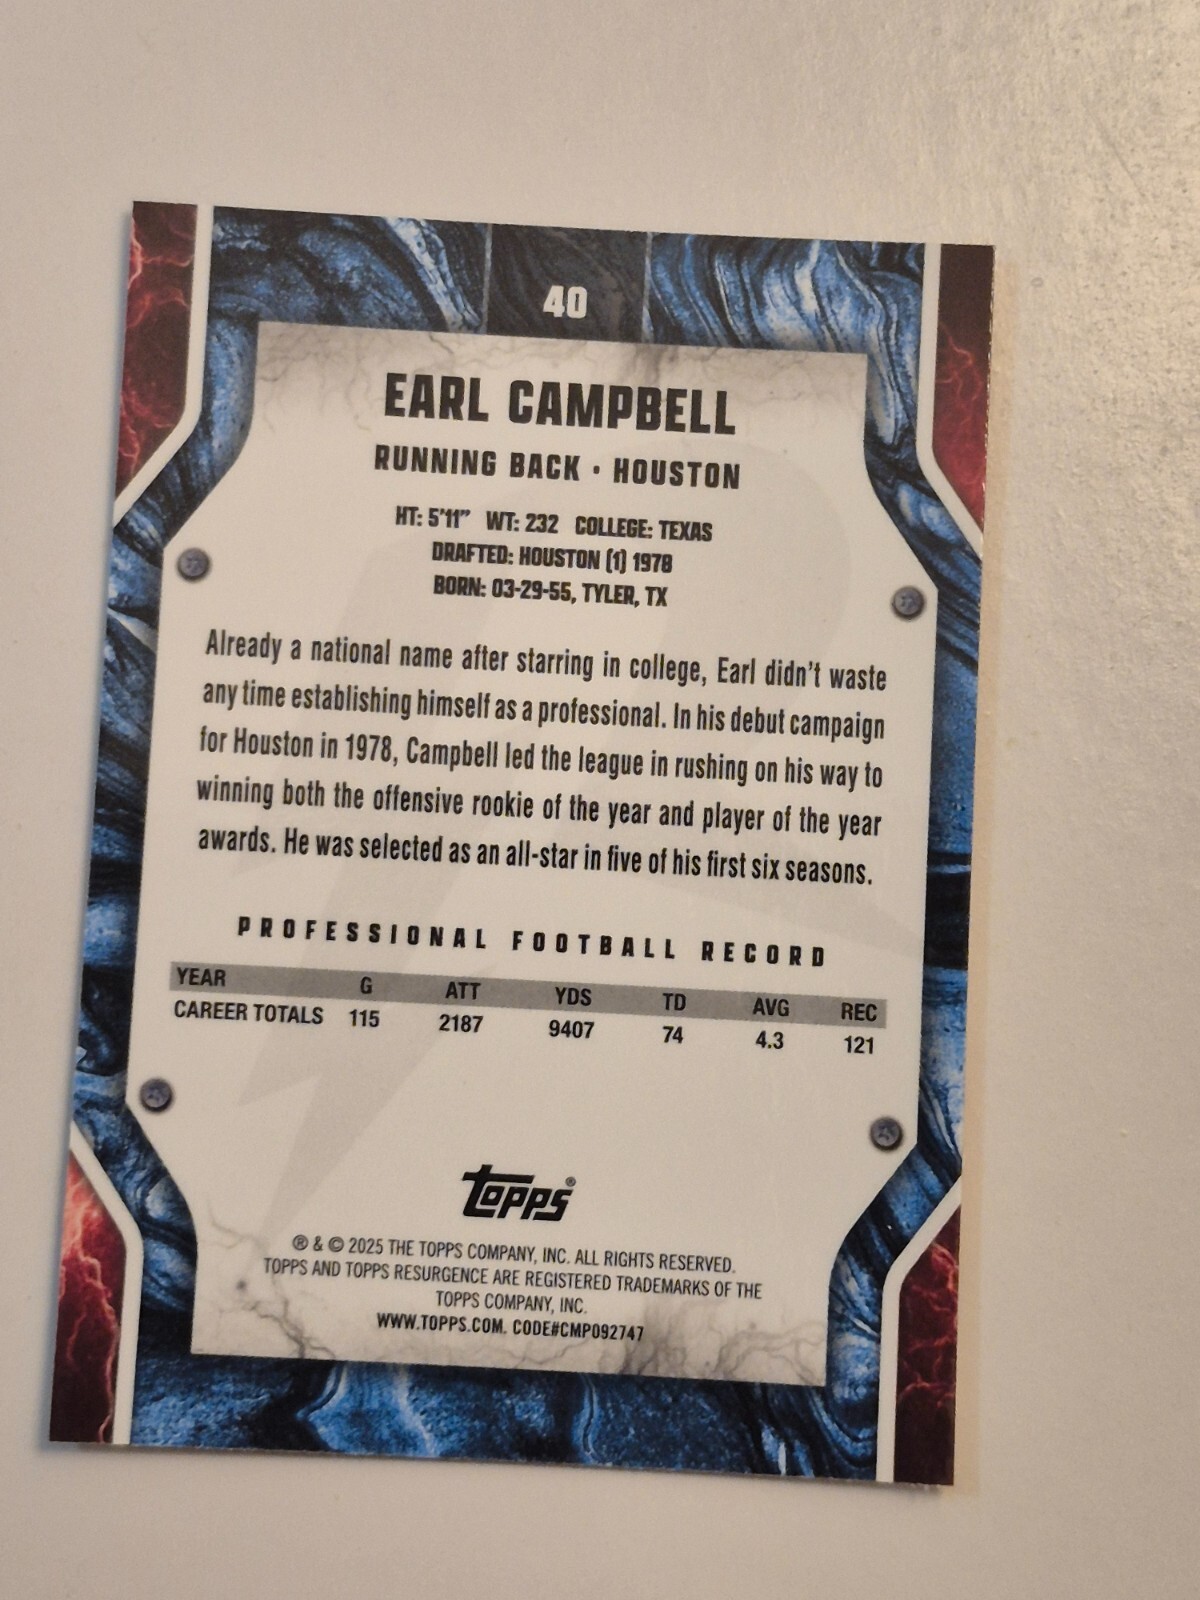 40
EARL CAMPBELL
RUNNING BACK · HOUSTON
HT: 5'11" WT: 232 COLLEGE: TEXAS
DRAFTED: HOUSTON (1) 1978
BORN: 03-29-55, TYLER, TX
Already a national name after starring in college, Earl didn't waste
any time establishing himself as a professional. In his debut campaign
for Houston in 1978, Campbell led the league in rushing on his way to
winning both the offensive rookie of the year and player of the year
awards. He was selected as an all-star in five of his first six seasons.
PROFESSIONAL FOOTBALL RECORD
YEAR G ATT YDS TD AVG REC
CAREER TOTALS 115 2187 9407 74 4.3 121
topps®
® & © 2025 THE TOPPS COMPANY, INC. ALL RIGHTS RESERVED.
TOPPS AND TOPPS RESURGENCE ARE REGISTERED TRADEMARKS OF THE
TOPPS COMPANY, INC.
WWW.TOPPS.COM. CODE#CMP092747